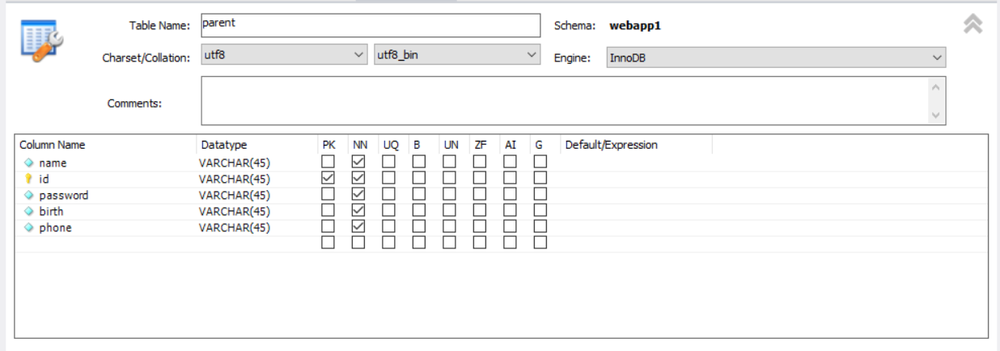 Table Name: parent Schema: webapp1
Charset/Collation: utf8 utf8_bin Engine: InnoDB
Comments:
Column Name Datatype PK NN UQ B UN ZF AI G Default/Expression
name VARCHAR(45)
id VARCHAR(45)
password VARCHAR(45)
birth VARCHAR(45)
phone VARCHAR(45)